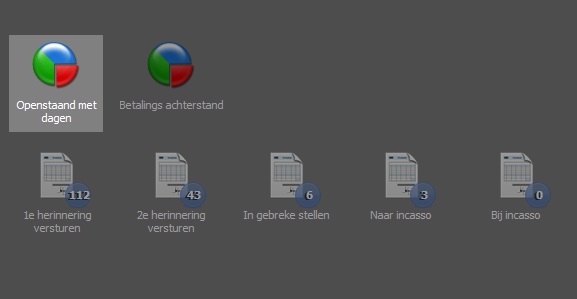 Openstaand met
dagen
Betalings achterstand
112
43
6
3
0
1e herinnering
versturen
2e herinnering
versturen
In gebreke stellen
Naar incasso
Bij incasso